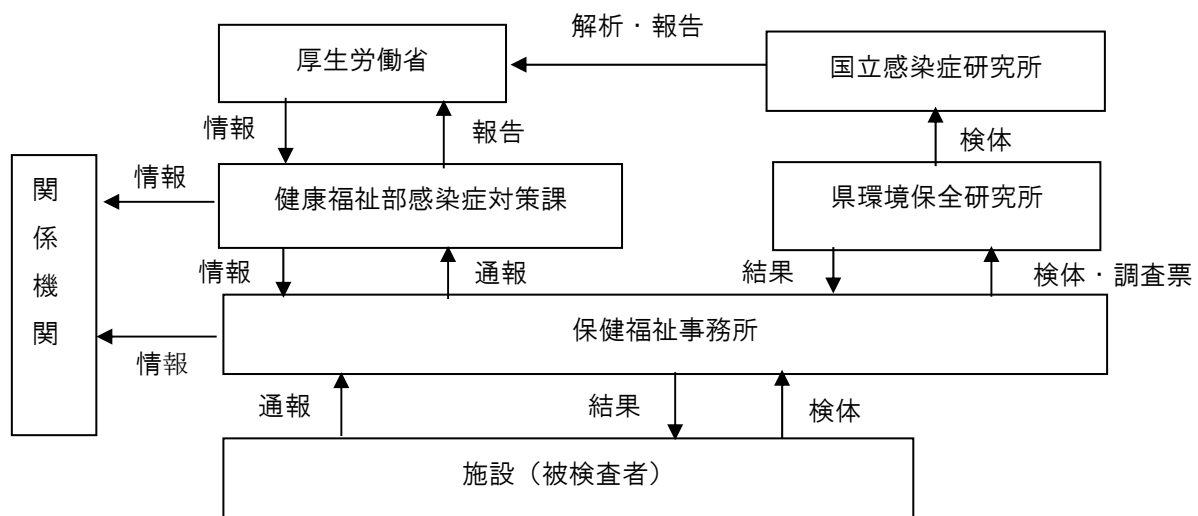 解析・報告
厚生労働省
国立感染症研究所
情報
報告
検体
関係機関
情報
健康福祉部感染症対策課
県環境保全研究所
情報
通報
結果
検体・調査票
保健福祉事務所
情報
通報
結果
検体
施設（被検査者）